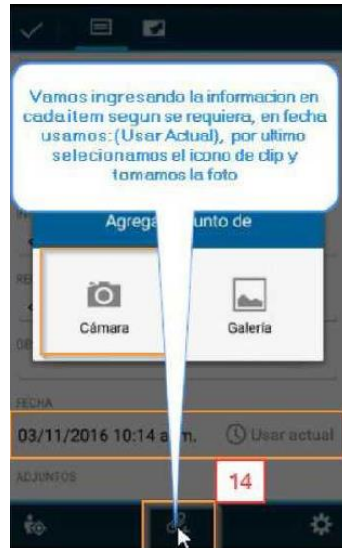 Vamos ingresando la informacion en
cada item segun se requiera, en fecha
usamos:(Usar Actual), por ultimo
selecionamos el icono de clip y
tomamos la foto
Agrega unto de
Cámara
Galería
FECHA
03/11/2016 10:14 a. m.
Usar actual
ADJUNTOS
14